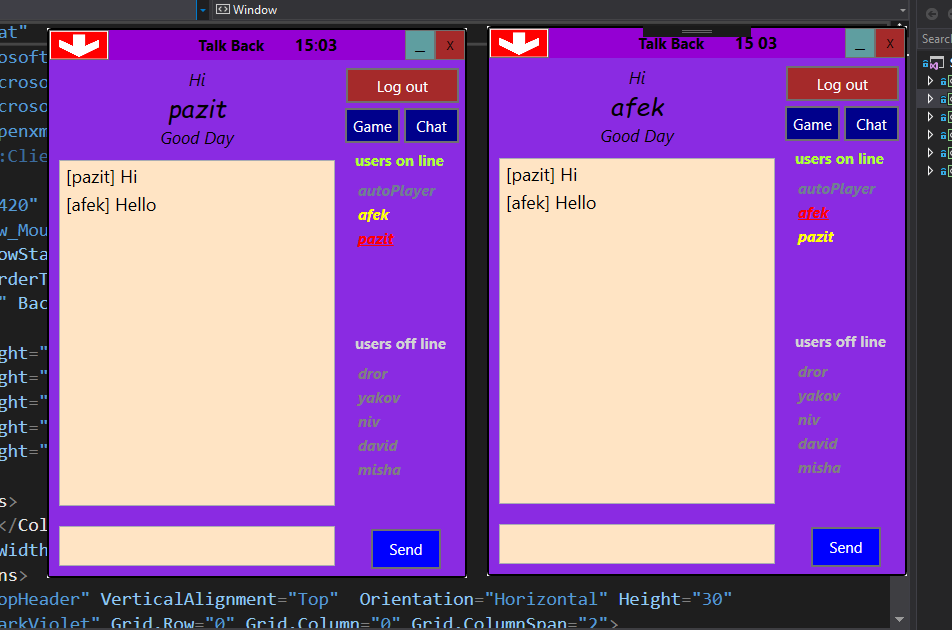 Window
at"
osoft
crosc
croso
penxm
:Clie
420"
w_Mou
owSta
rderT
" Bac
ght="
ght="
ght="
ght="
ght="
s>
</Col
Width
ns>
Talk Back 15:03 _ X
Hi
pazit
Good Day
Log out
Game Chat
users on line
autoPlayer
afek
pazit
[pazit] Hi
[afek] Hello
users off line
dror
yakov
niv
david
misha
Send
Talk Back 15 03 _ X
Hi
afek
Good Day
Log out
Game Chat
users on line
autoPlayer
afek
pazit
[pazit] Hi
[afek] Hello
users off line
dror
yakov
niv
david
misha
Send
Searc
opHeader" VerticalAlignment="Top" Orientation="Horizontal" Height="30"
arkViolet" Grid.Row="0" Grid.Column="0" Grid.ColumnSpan="2">